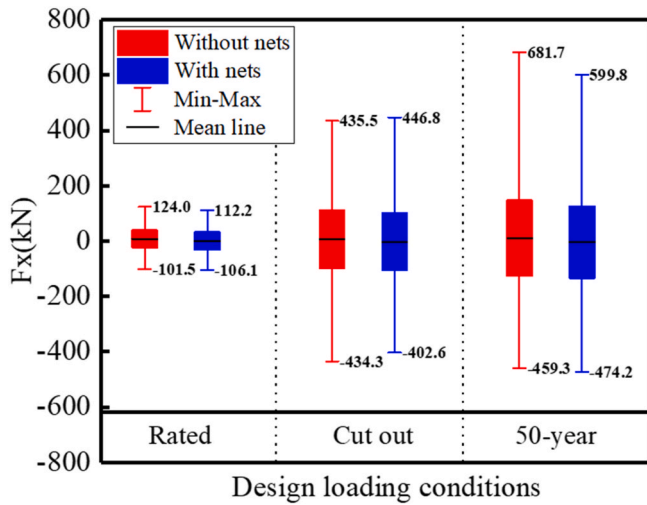 800
600
400
200
0
-200
-400
-600
-800
Fx(kN)
Without nets
With nets
Min-Max
Mean line
124.0
-101.5
112.2
-106.1
435.5
-434.3
446.8
-402.6
681.7
-459.3
599.8
-474.2
Rated
Cut out
50-year
Design loading conditions